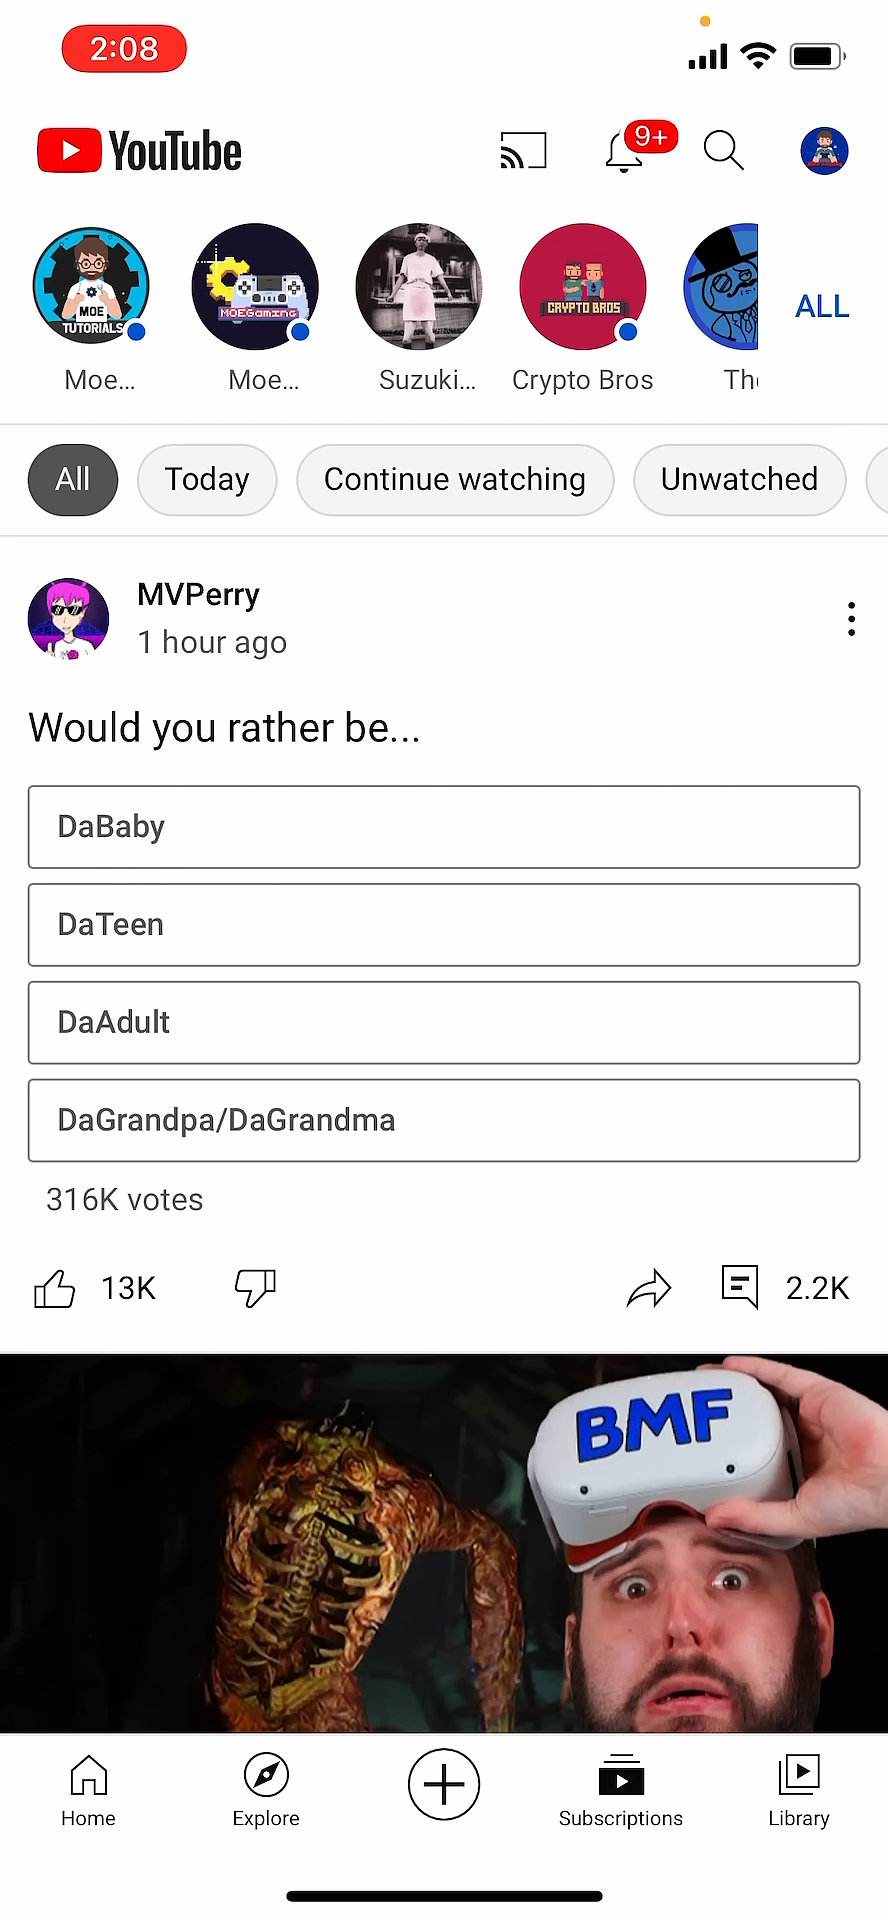 2:08
YouTube
9+
MOE
TUTORIALS
MOEGaming
CRYPTO BROS
ALL
Moe...
Moe...
Suzuki...
Crypto Bros
Th
All
Today
Continue watching
Unwatched
MVPerry
1 hour ago
Would you rather be...
DaBaby
DaTeen
DaAdult
DaGrandpa/DaGrandma
316K votes
13K
2.2K
BMF
Home
Explore
Subscriptions
Library